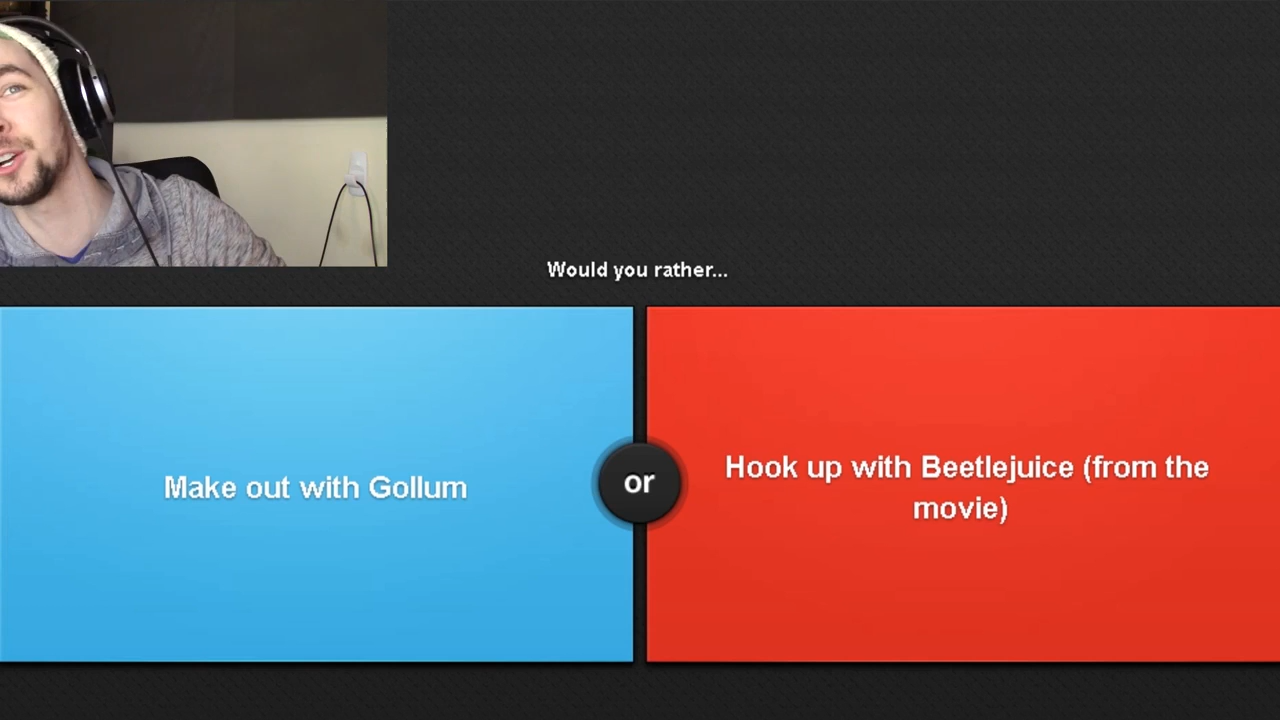 Would you rather...
Make out with Gollum
or
Hook up with Beetlejuice (from the
movie)